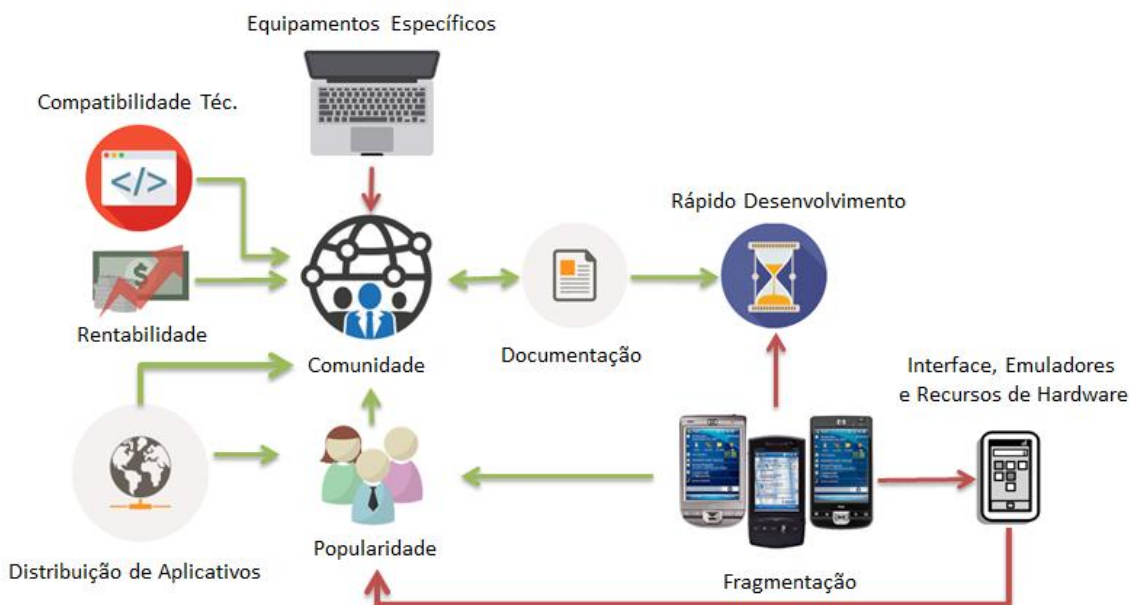 Equipamentos Específicos
Compatibilidade Téc.
</>
$
Rentabilidade
Comunidade
Documentação
Rápido Desenvolvimento
Interface, Emuladores
e Recursos de Hardware
Distribuição de Aplicativos
Popularidade
Fragmentação